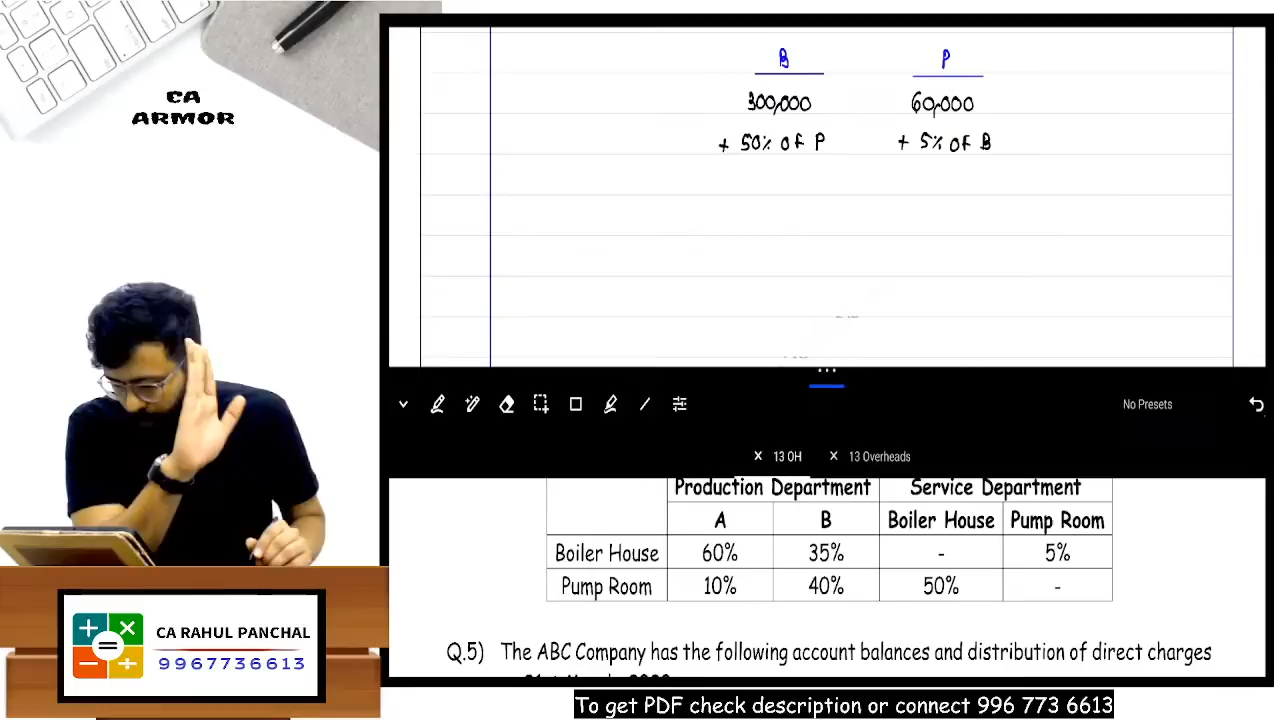 CA
ARMOR
B P
300,000 60,000
+ 50% OF P + 5% OF B
No Presets
× 13 OH × 13 Overheads
Production Department Service Department
A B Boiler House Pump Room
Boiler House 60% 35% - 5%
Pump Room 10% 40% 50% -
Q.5) The ABC Company has the following account balances and distribution of direct charges
CA RAHUL PANCHAL
9967736613
To get PDF check description or connect 996 773 6613